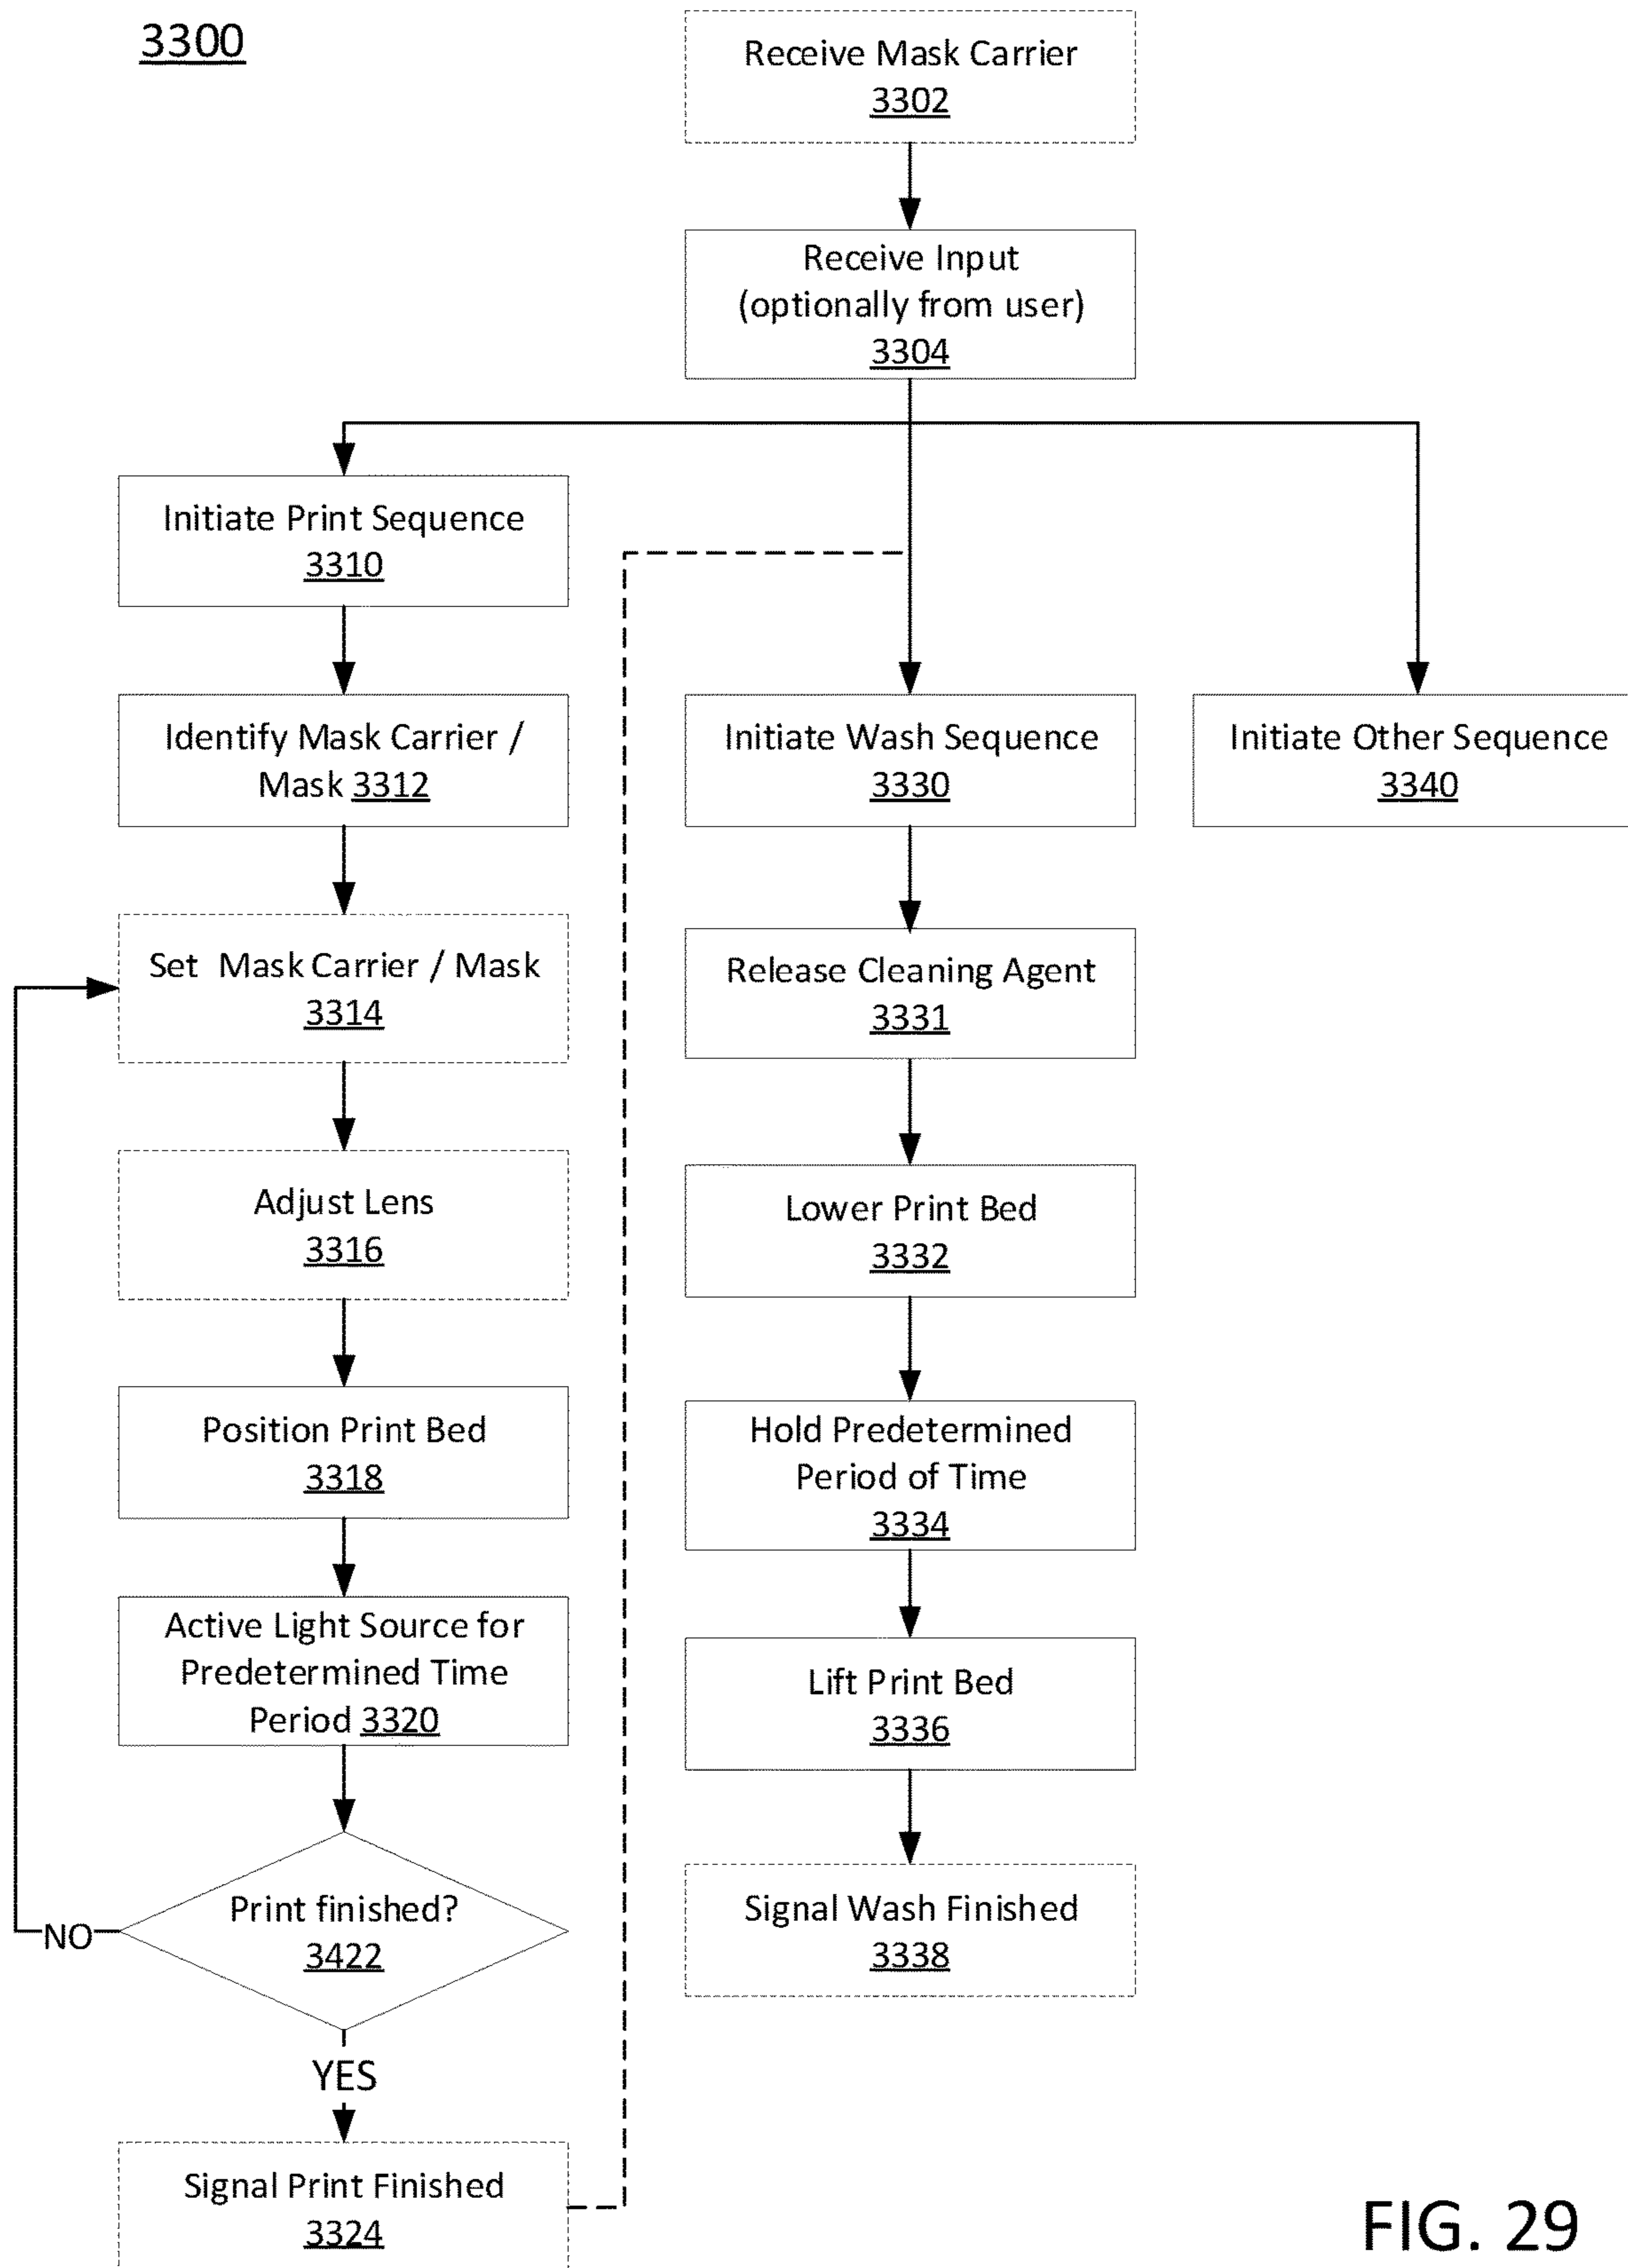 3300
Receive Mask Carrier
3302
Receive Input
(optionally from user)
3304
Initiate Print Sequence
3310
Identify Mask Carrier /
Mask 3312
Set Mask Carrier / Mask
3314
Adjust Lens
3316
Position Print Bed
3318
Active Light Source for
Predetermined Time
Period 3320
Print finished?
3422
NO
YES
Signal Print Finished
3324
Initiate Wash Sequence
3330
Release Cleaning Agent
3331
Lower Print Bed
3332
Hold Predetermined
Period of Time
3334
Lift Print Bed
3336
Signal Wash Finished
3338
Initiate Other Sequence
3340
FIG. 29